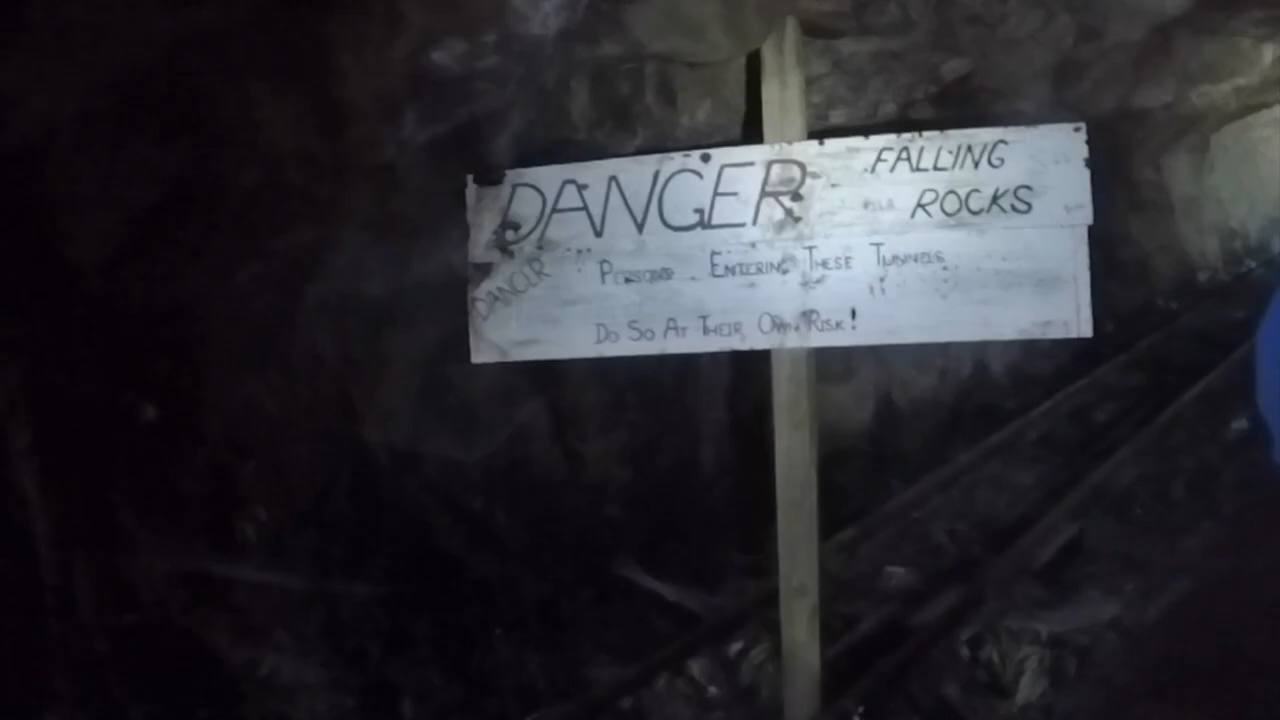 DANGER FALLING
ROCKS
DANGER
Persons Entering These Tunnels
Do So At Their Own Risk!